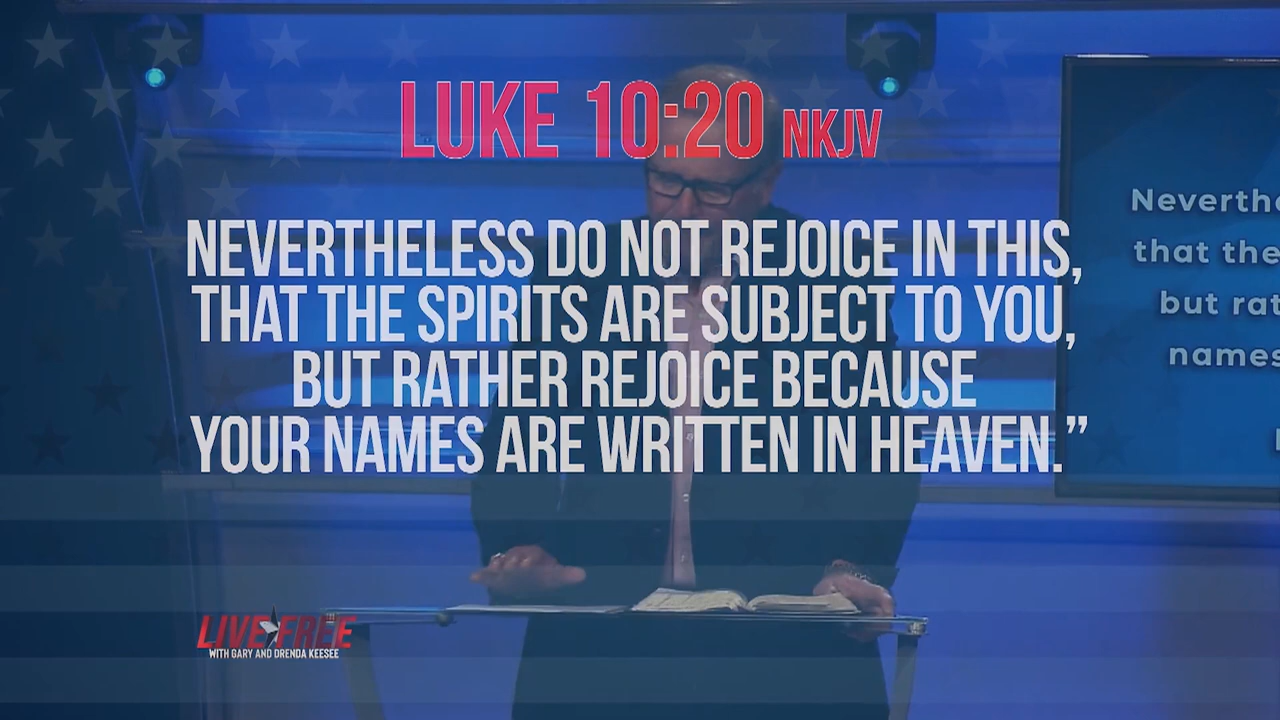 LUKE 10:20 NKJV
NEVERTHELESS DO NOT REJOICE IN THIS,
THAT THE SPIRITS ARE SUBJECT TO YOU,
BUT RATHER REJOICE BECAUSE
YOUR NAMES ARE WRITTEN IN HEAVEN.”
Neverthe
that the
but rat
names
LIVE FREE
WITH GARY AND DRENDA KEESEE